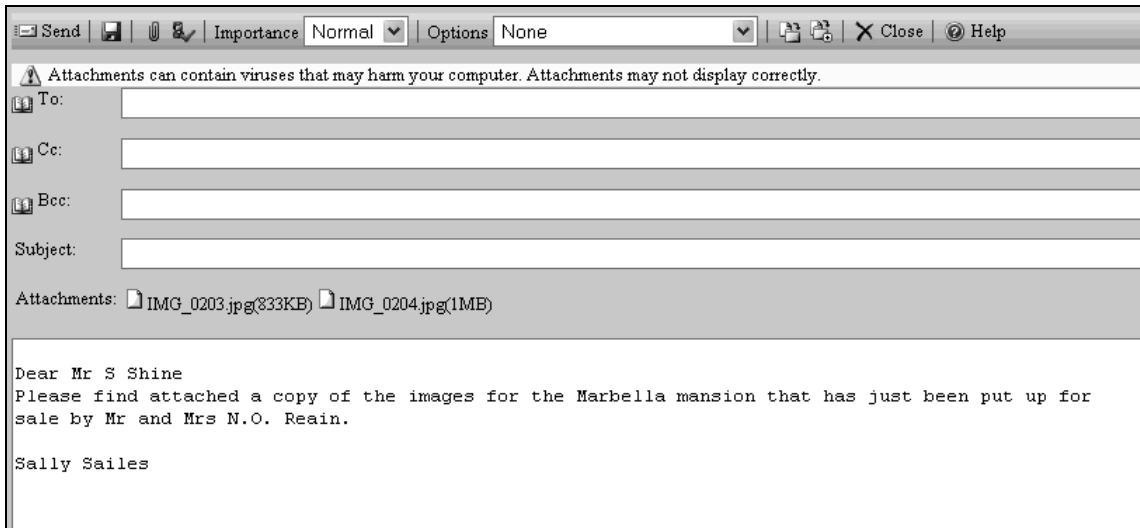 Send Importance Normal Options None Close Help
Attachments can contain viruses that may harm your computer. Attachments may not display correctly.
To:
Cc:
Bcc:
Subject:
Attachments: IMG_0203.jpg(833KB) IMG_0204.jpg(1MB)
Dear Mr S Shine
Please find attached a copy of the images for the Marbella mansion that has just been put up for
sale by Mr and Mrs N.O. Reain.
Sally Sailes